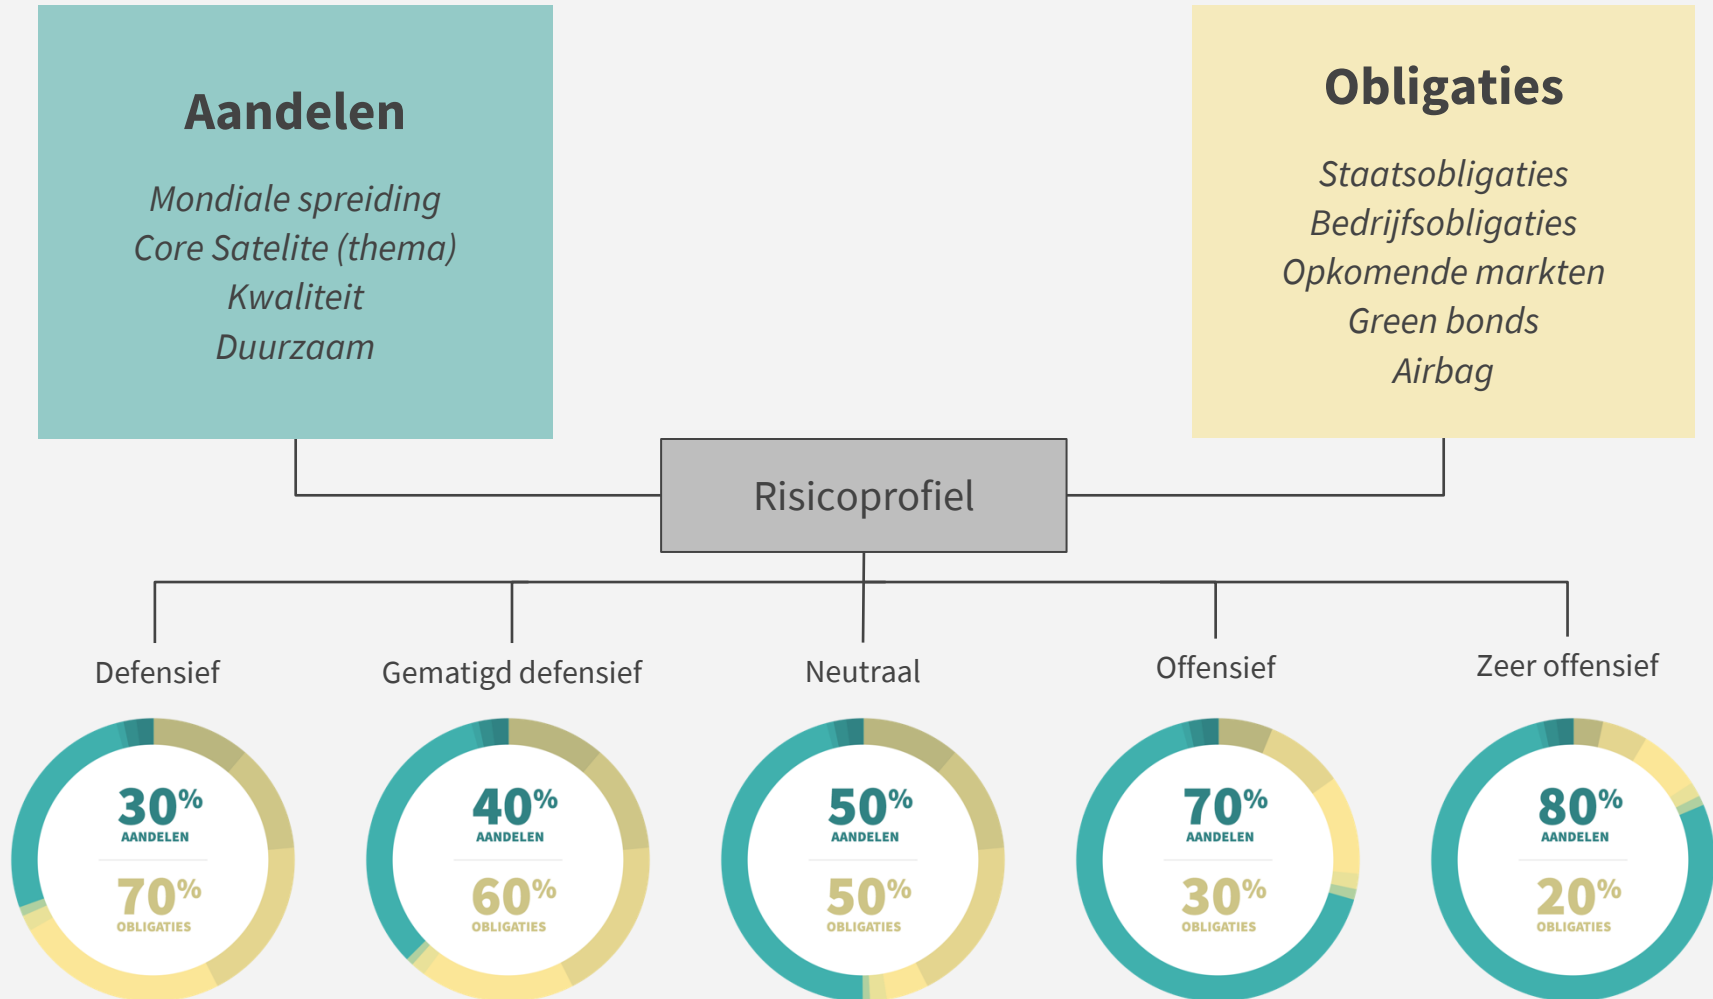 Aandelen
Mondiale spreiding
Core Satelite (thema)
Kwaliteit
Duurzaam
Obligaties
Staatsobligaties
Bedrijfsobligaties
Opkomende markten
Green bonds
Airbag
Risicoprofiel
Defensief
30%
AANDELEN
70%
OBLIGATIES
Gematigd defensief
40%
AANDELEN
60%
OBLIGATIES
Neutraal
50%
AANDELEN
50%
OBLIGATIES
Offensief
70%
AANDELEN
30%
OBLIGATIES
Zeer offensief
80%
AANDELEN
20%
OBLIGATIES